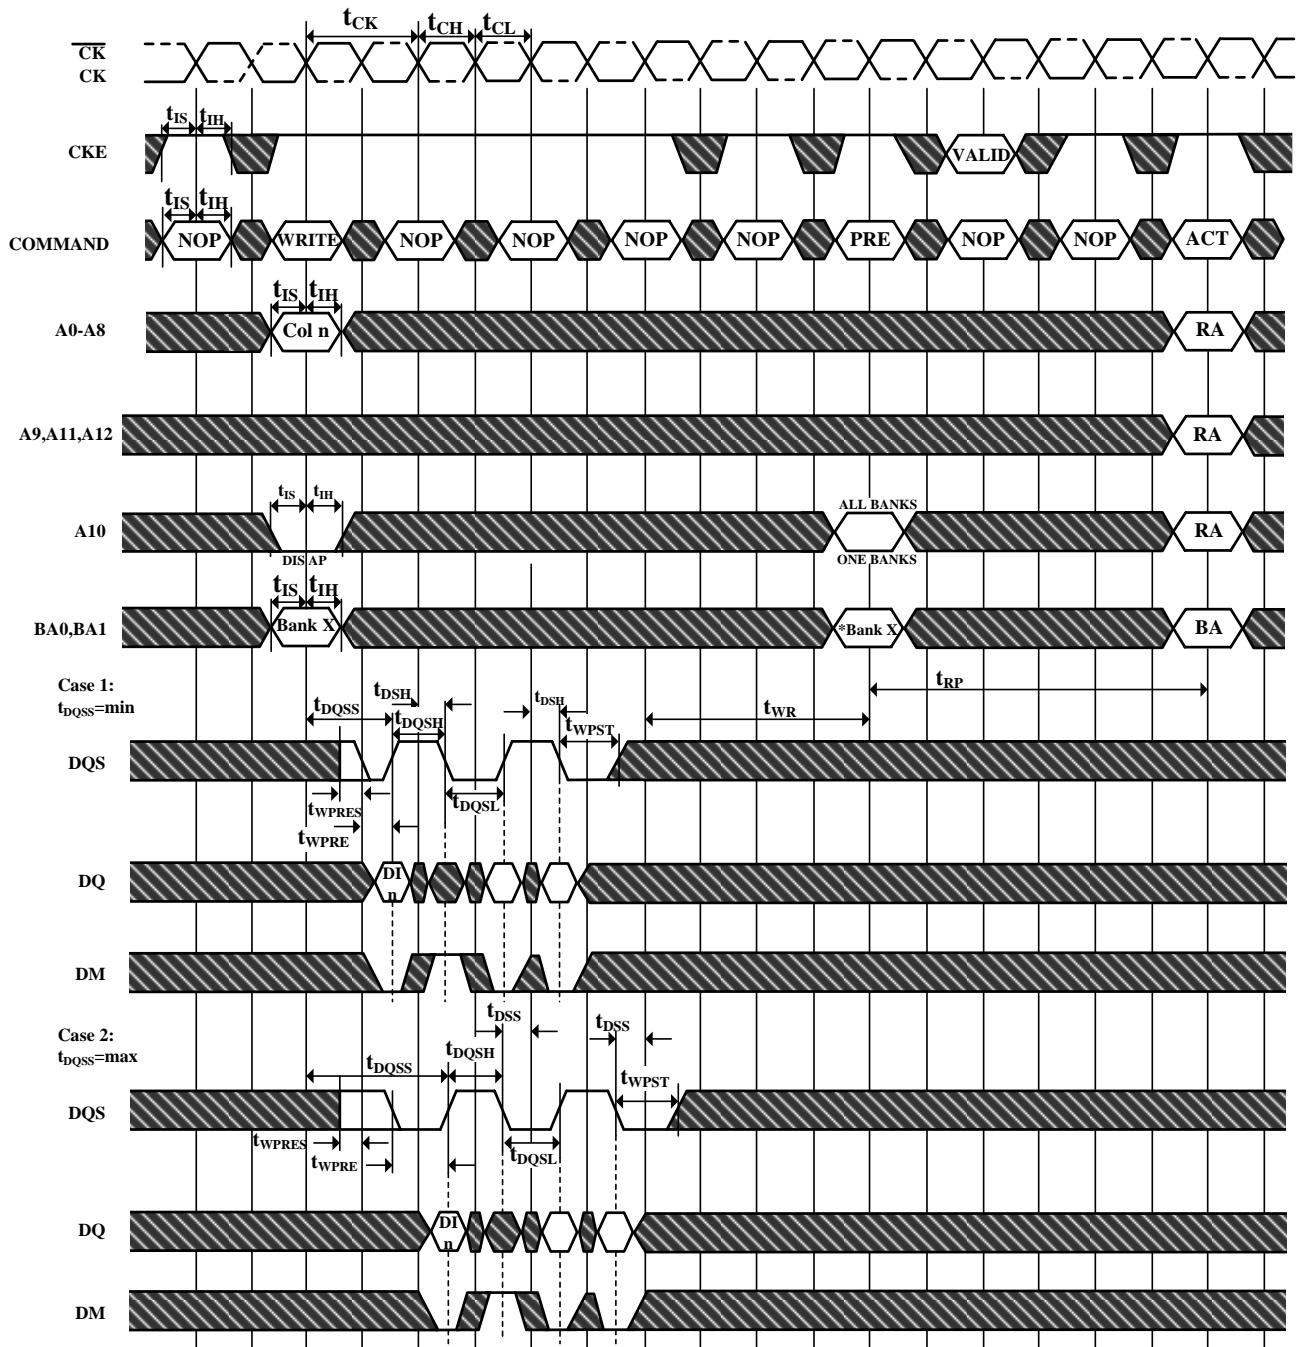 tCK tCH tCL
CK
CK
tIS tIH
CKE VALID
tIS tIH
COMMAND NOP WRITE NOP NOP NOP NOP PRE NOP NOP ACT
tIS tIH
A0-A8 Col n RA
A9,A11,A12 RA
tIS tIH ALL BANKS
A10 RA
DIS AP ONE BANKS
tIS tIH
BA0,BA1 Bank X *Bank X BA
Case 1:
tDQSS=min
tDQSS tDSH tDQSH tDSH tWPST tWR tRP
DQS
tWPRES tDQSL
tWPRE
DQ DI
n
DM
Case 2:
tDQSS=max
tDQSS tDSS tDQSH tDSS tWPST
DQS
tWPRES tDQSL
tWPRE
DQ DI
n
DM